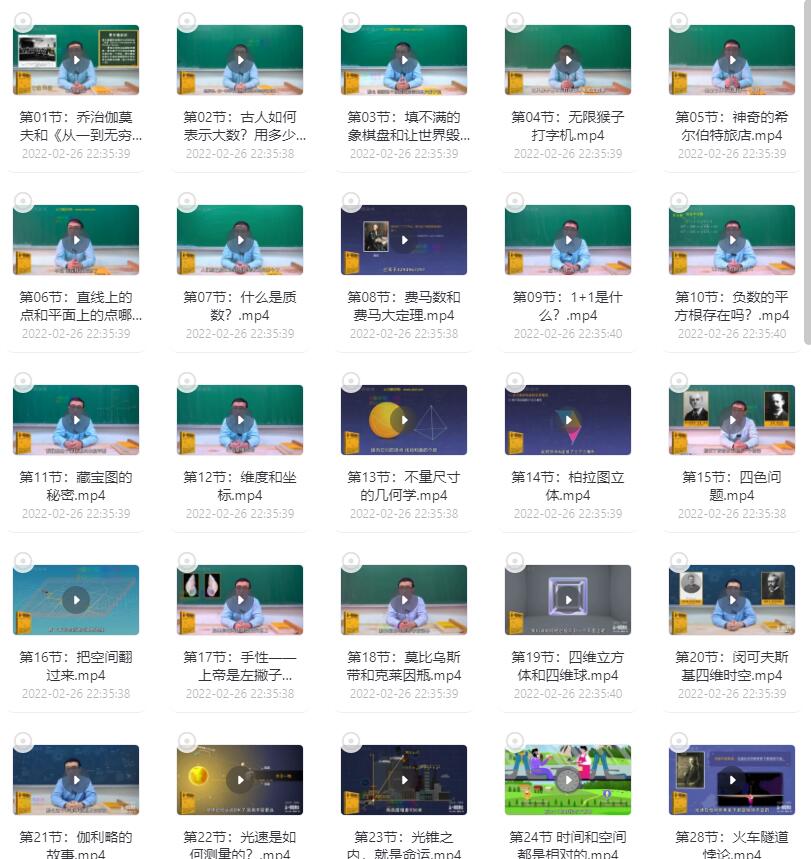 第01节：乔治伽莫
夫和《从一到无穷...
2022-02-26 22:35:39
第02节：古人如何
表示大数？用多少...
2022-02-26 22:35:38
第03节：填不满的
象棋盘和让世界毁...
2022-02-26 22:35:39
第04节：无限猴子
打字机.mp4
2022-02-26 22:35:39
第05节：神奇的希
尔伯特旅店.mp4
2022-02-26 22:35:39
第06节：直线上的
点和平面上的点哪...
2022-02-26 22:35:39
第07节：什么是质
数？.mp4
2022-02-26 22:35:39
第08节：费马数和
费马大定理.mp4
2022-02-26 22:35:38
第09节：1+1是什
么？.mp4
2022-02-26 22:35:40
第10节：负数的平
方根存在吗？.mp4
2022-02-26 22:35:40
第11节：藏宝图的
秘密.mp4
2022-02-26 22:35:39
第12节：维度和坐
标.mp4
2022-02-26 22:35:39
第13节：不量尺寸
的几何学.mp4
2022-02-26 22:35:38
第14节：柏拉图立
体.mp4
2022-02-26 22:35:39
第15节：四色问
题.mp4
2022-02-26 22:35:38
第16节：把空间翻
过来.mp4
2022-02-26 22:35:38
第17节：手性——
上帝是左撇子...
2022-02-26 22:35:39
第18节：莫比乌斯
带和克莱因瓶.mp4
2022-02-26 22:35:39
第19节：四维立方
体和四维球.mp4
2022-02-26 22:35:40
第20节：闵可夫斯
基四维时空.mp4
2022-02-26 22:35:39
第21节：伽利略的
故事.mp4
第22节：光速是如
何测量的？.mp4
第23节：光锥之
内，就是命运.mp4
第24节 时间和空间
都是相对的.mp4
第28节：火车隧道
悖论.mp4